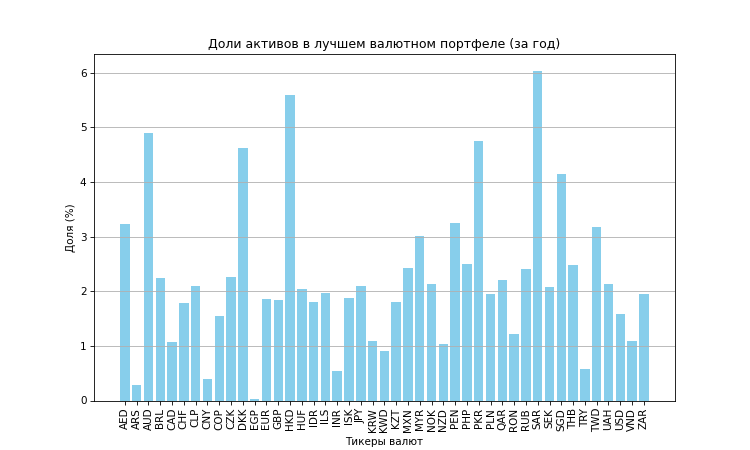 Доли активов в лучшем валютном портфеле (за год)
Доля (%)
6
5
4
3
2
1
0
AED ARS AUD BRL CAD CHF CLP CNY COP CZK DKK EGP EUR GBP HKD HUF IDR ILS INR ISK JPY KRW KWD KZT MXN MYR NOK NZD PEN PHP PKR PLN QAR RON RUB SAR SEK SGD THB TRY TWD UAH USD VND ZAR
Тикеры валют